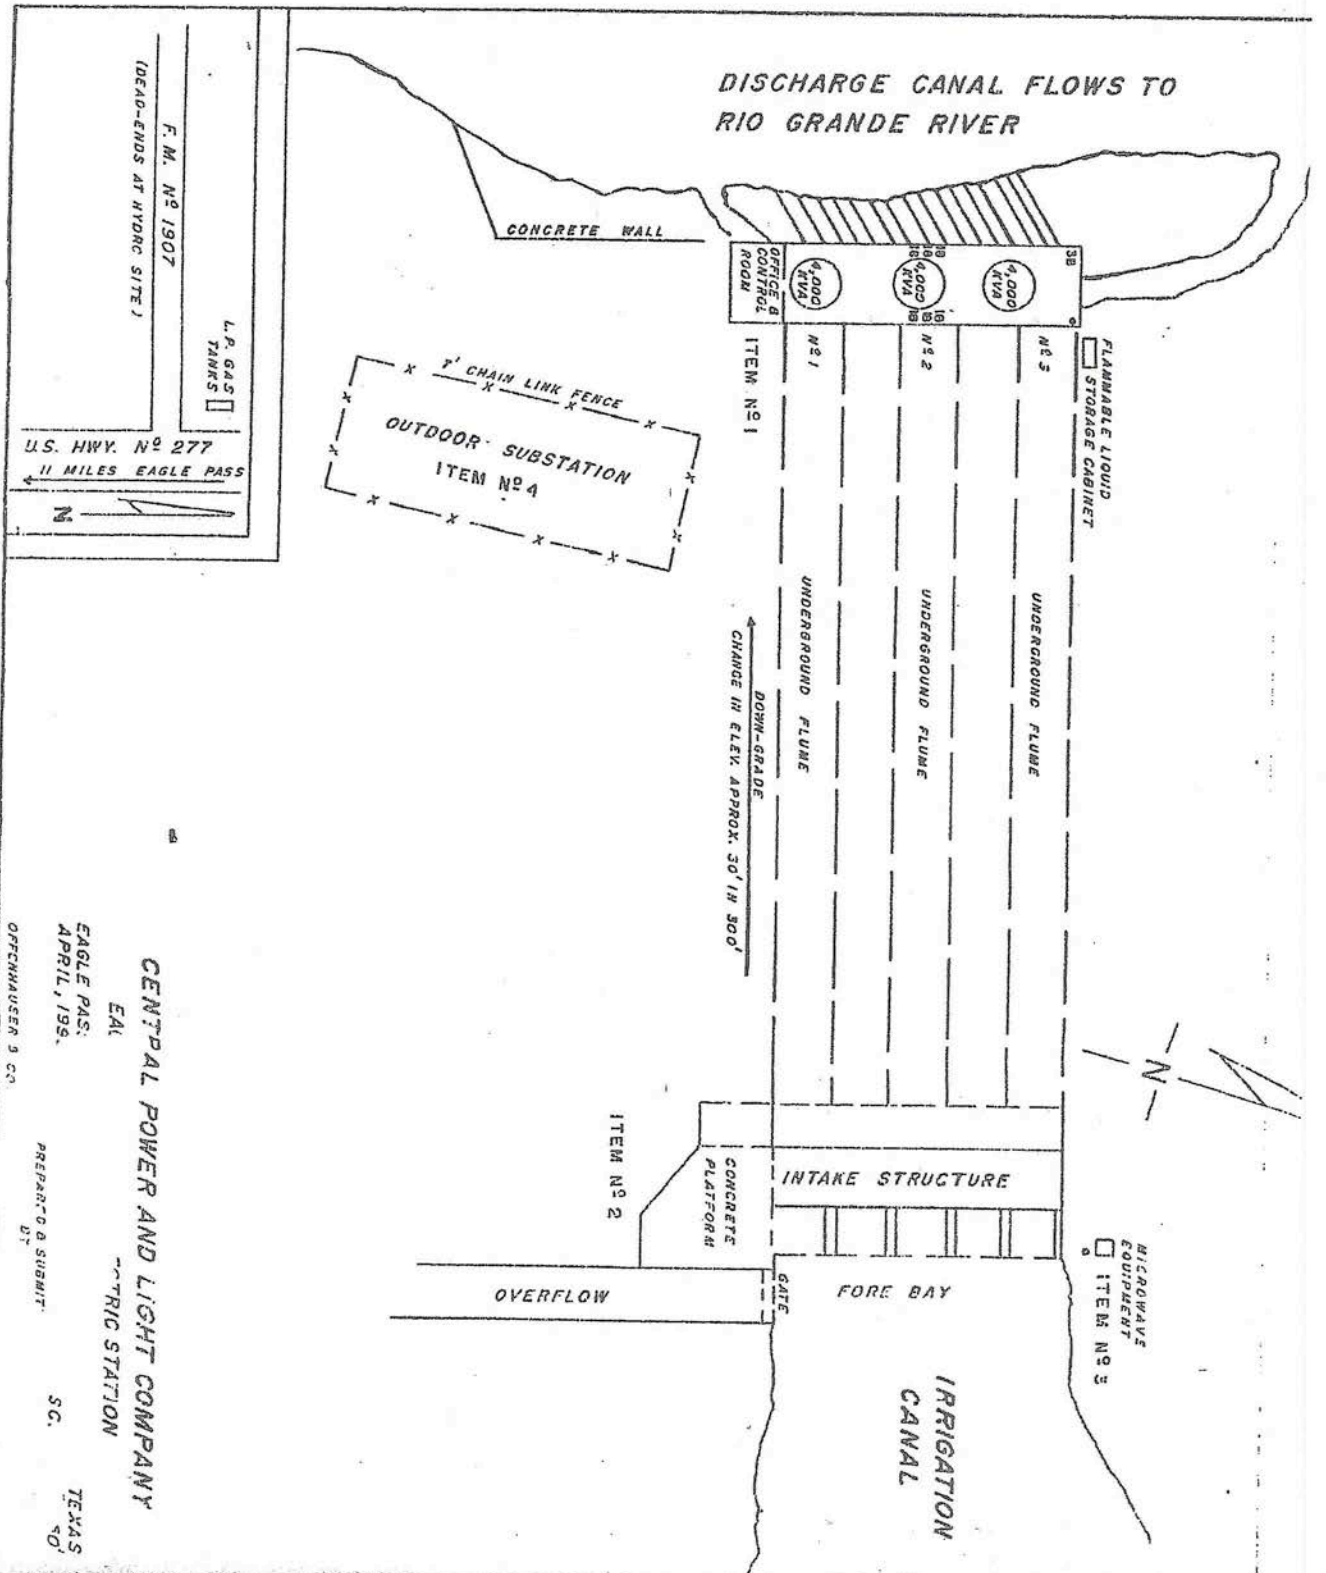 DISCHARGE CANAL FLOWS TO
RIO GRANDE RIVER
CONCRETE WALL
OFFICE &
CONTROL
ROOM
4,000
KVA
4,000
KVA
4,000
KVA
Nº 1
Nº 2
Nº 3
ITEM Nº 1
FLAMMABLE LIQUID
STORAGE CABINET
7' CHAIN LINK FENCE
OUTDOOR SUBSTATION
ITEM Nº 4
UNDERGROUND FLUME
UNDERGROUND FLUME
UNDERGROUND FLUME
DOWN-GRADE
CHANGE IN ELEV. APPROX. 30' IN 300'
N
ITEM Nº 2
CONCRETE
PLATFORM
INTAKE STRUCTURE
OVERFLOW
GATE
FORE BAY
MICROWAVE
EQUIPMENT
ITEM Nº
IRRIGATION
CANAL
F. M. Nº 1907
(DEAD-ENDS AT HYDRO SITE)
L.P. GAS
TANKS
U.S. HWY. Nº 277
11 MILES EAGLE PASS
N
CENTPAL POWER AND LIGHT COMPANY
TRIC STATION
EAGLE PAS
TEXAS
APRIL, 199